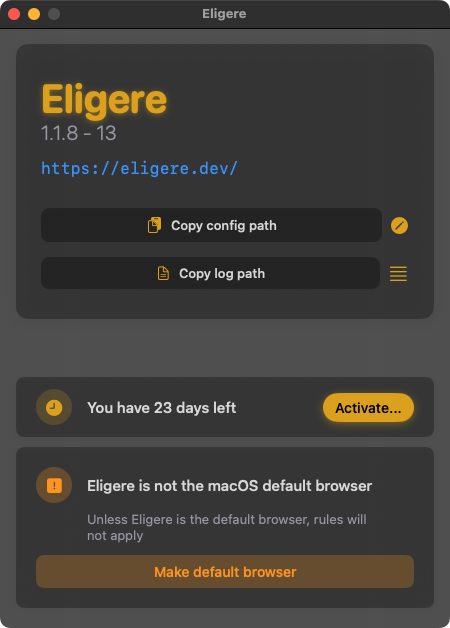 Eligere
Eligere
1.1.8 - 13
https://eligere.dev/
Copy config path
Copy log path
You have 23 days left
Activate...
Eligere is not the macOS default browser
Unless Eligere is the default browser, rules will
not apply
Make default browser